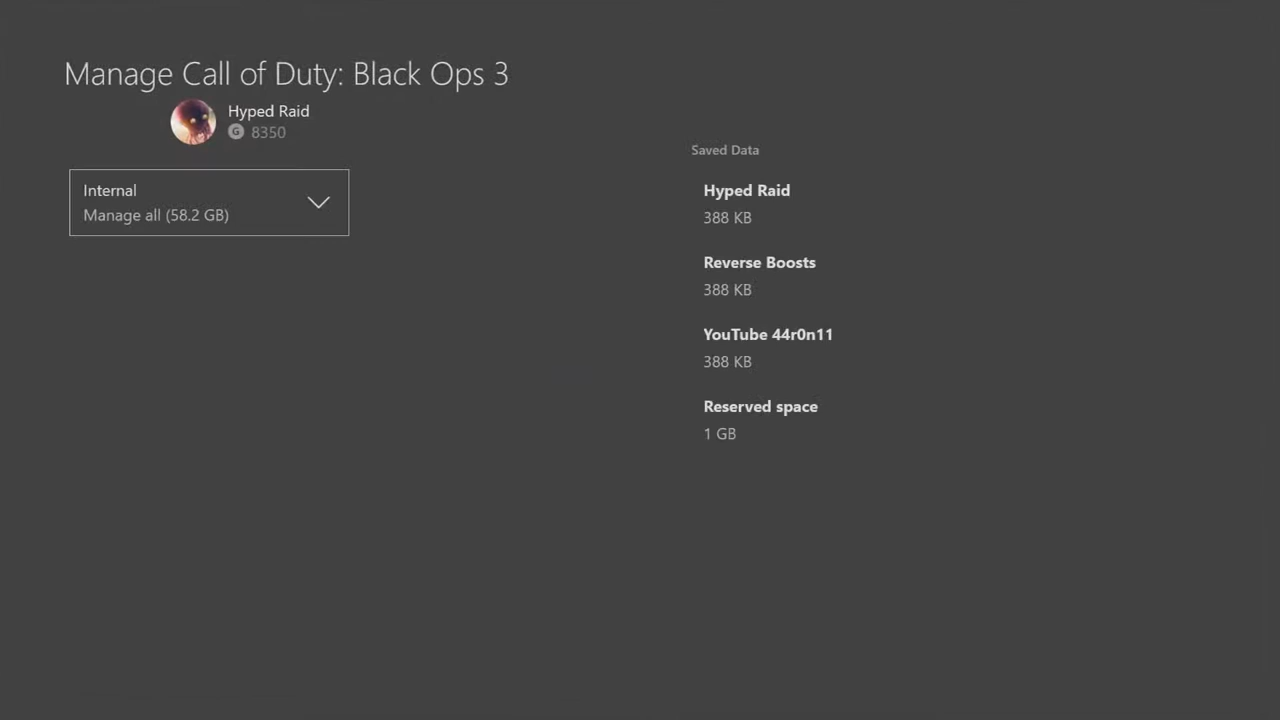 Manage Call of Duty: Black Ops 3
Hyped Raid
G 8350
Internal
Manage all (58.2 GB)
Saved Data
Hyped Raid
388 KB
Reverse Boosts
388 KB
YouTube 44r0n11
388 KB
Reserved space
1 GB